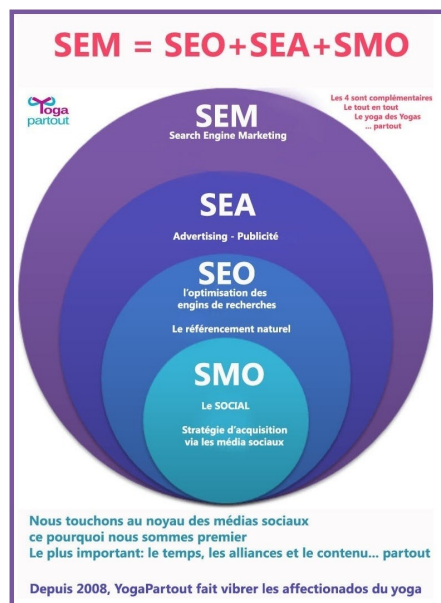 SEM = SEO+SEA+SMO
Yoga
partout
Les 4 sont complémentaires
Le tout en tout
Le yoga des Yogas
... partout
SEM
Search Engine Marketing
SEA
Advertising - Publicité
SEO
l'optimisation des
engins de recherches
Le référencement naturel
SMO
Le SOCIAL
Stratégie d'acquisition
via les média sociaux
Nous touchons au noyau des médias sociaux
ce pourquoi nous sommes premier
Le plus important: le temps, les alliances et le contenu... partout
Depuis 2008, YogaPartout fait vibrer les affectionados du yoga